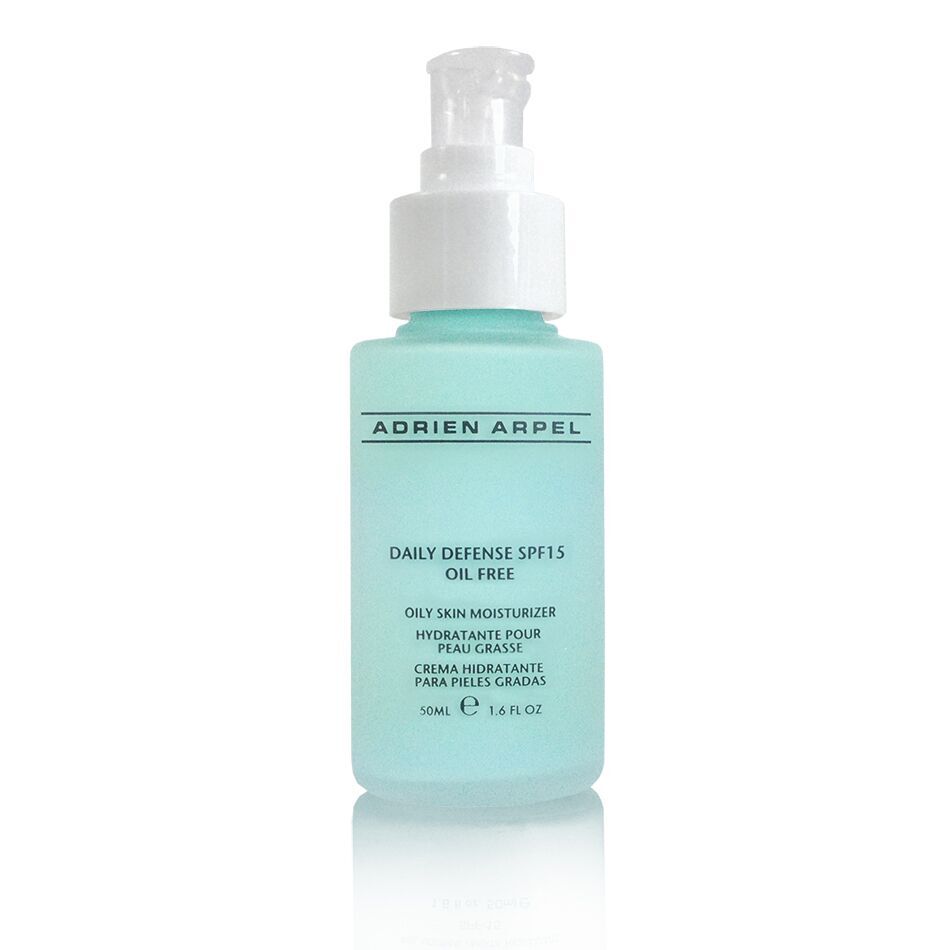 ADRIEN ARPEL
DAILY DEFENSE SPF15
OIL FREE
OILY SKIN MOISTURIZER
HYDRATANTE POUR
PEAU GRASSE
CREMA HIDRATANTE
PARA PIELES GRADAS
50ML ℮ 1.6 FL OZ